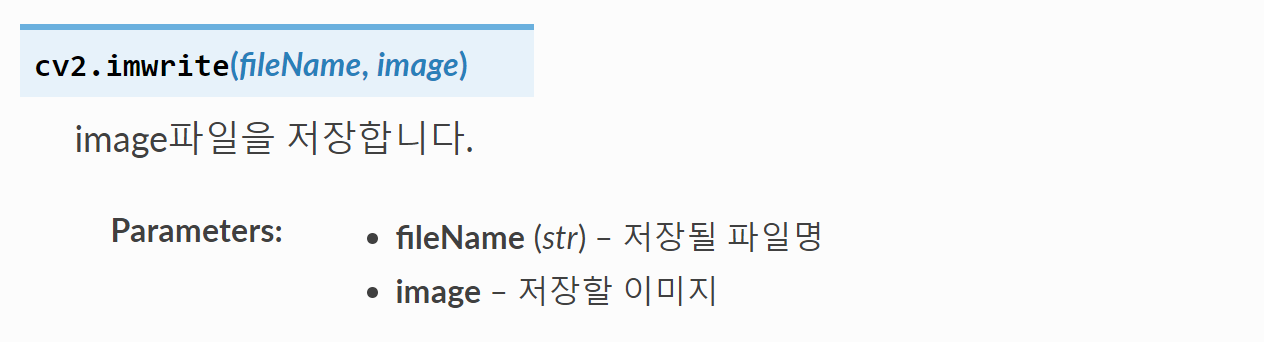 cv2.imwrite(fileName, image)
image파일을 저장합니다.
Parameters:
• fileName (str) – 저장될 파일명
• image – 저장할 이미지